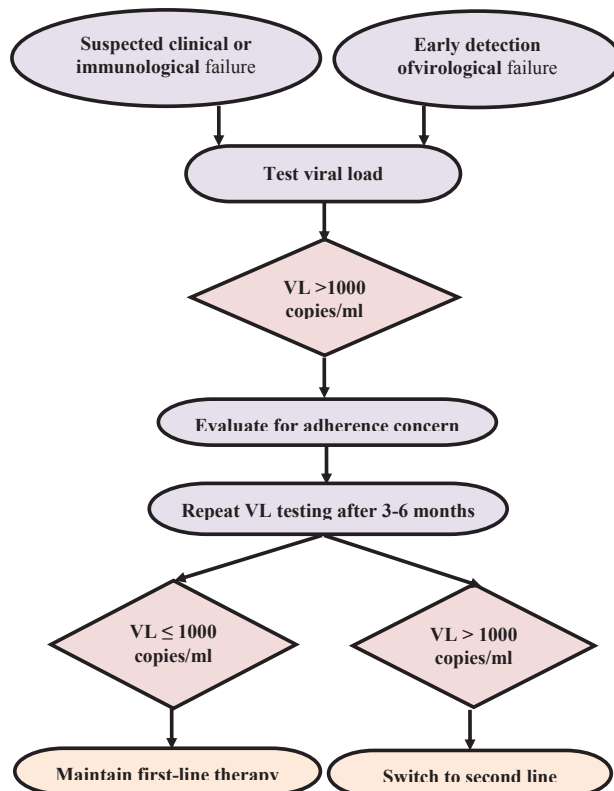 Suspected clinical or
immunological failure
Early detection
ofvirological failure
Test viral load
VL >1000
copies/ml
Evaluate for adherence concern
Repeat VL testing after 3-6 months
VL ≤ 1000
copies/ml
VL > 1000
copies/ml
Maintain first-line therapy
Switch to second line